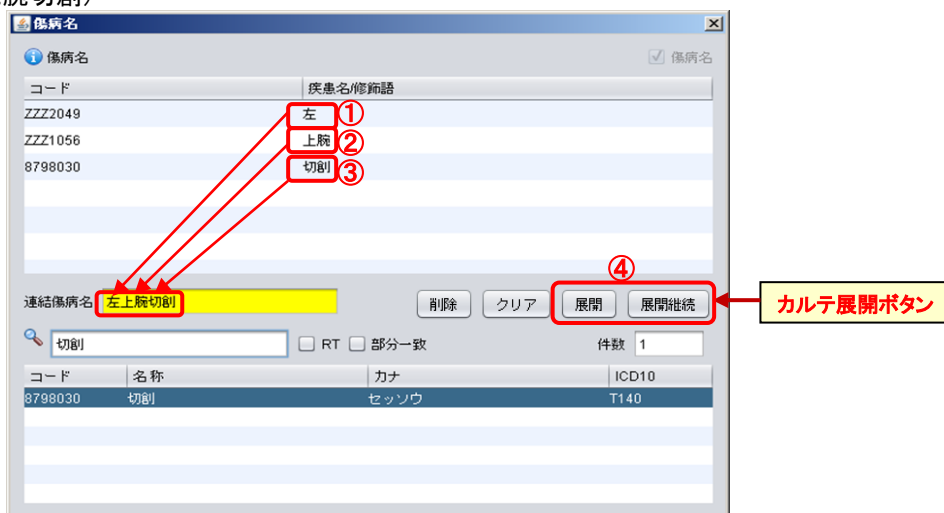 傷病名
傷病名 傷病名
コード 疾患名/修飾語
ZZZ2049 左 ①
ZZZ1056 上腕 ②
8798030 切創 ③
④
連結傷病名 左上腕切創 削除 クリア 展開 展開継続 カルテ展開ボタン
切創 RT 部分一致 件数 1
コード 名称 カナ ICD10
8798030 切創 セッソウ T140